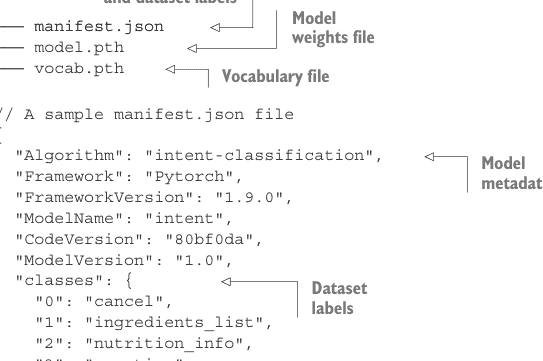 and dataset labels
Model
weights file
manifest.json
model.pth
vocab.pth
Vocabulary file
// A sample manifest.json file
{
"Algorithm": "intent-classification",
"Framework": "Pytorch",
"FrameworkVersion": "1.9.0",
"ModelName": "intent",
"CodeVersion": "80bf0da",
"ModelVersion": "1.0",
"classes": {
"0": "cancel",
"1": "ingredients_list",
"2": "nutrition_info",
Model
metadat
Dataset
labels